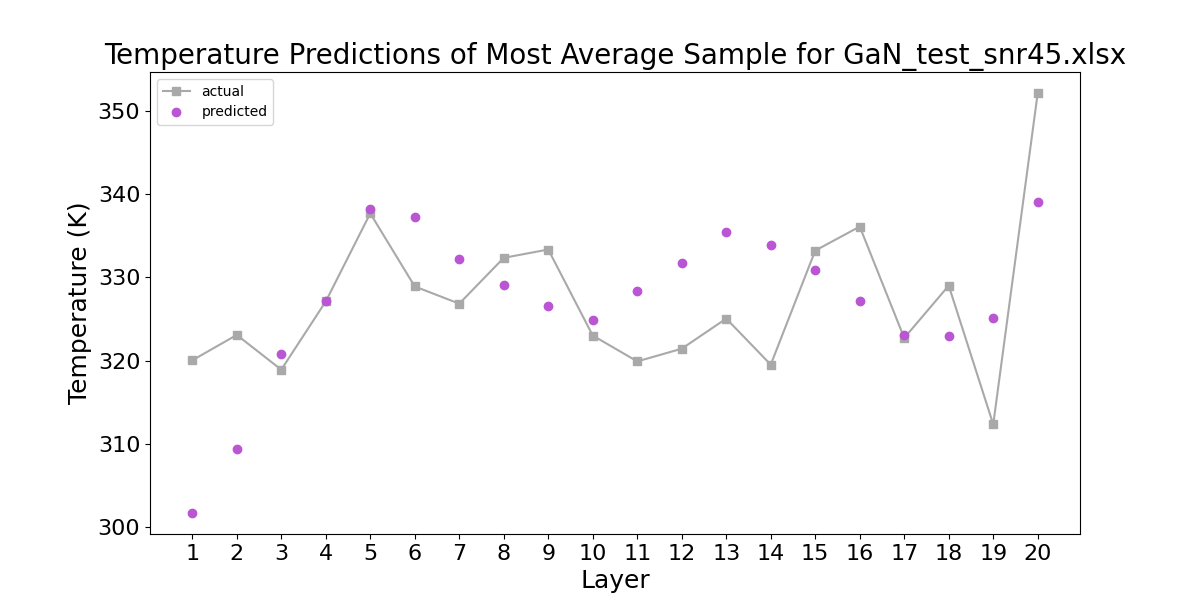 Temperature Predictions of Most Average Sample for GaN_test_snr45.xlsx
actual
predicted
350
340
330
320
310
300
Temperature (K)
1 2 3 4 5 6 7 8 9 10 11 12 13 14 15 16 17 18 19 20
Layer